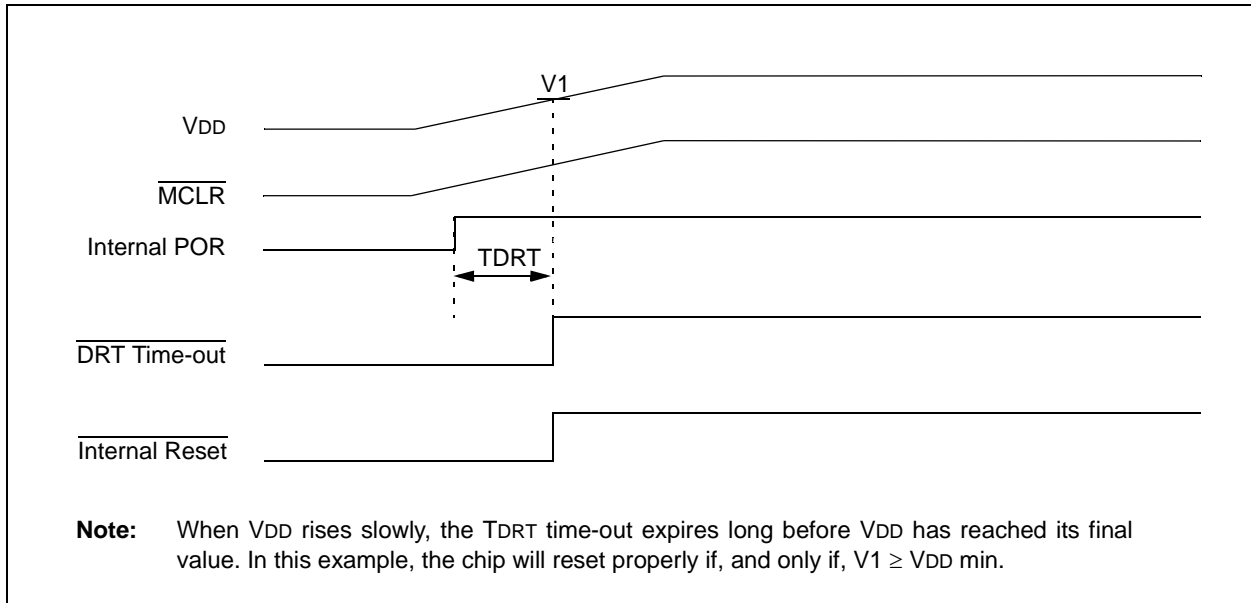 V1
VDD
MCLR
Internal POR
TDRT
DRT Time-out
Internal Reset
Note: When VDD rises slowly, the TDRT time-out expires long before VDD has reached its final
value. In this example, the chip will reset properly if, and only if, V1 ≥ VDD min.